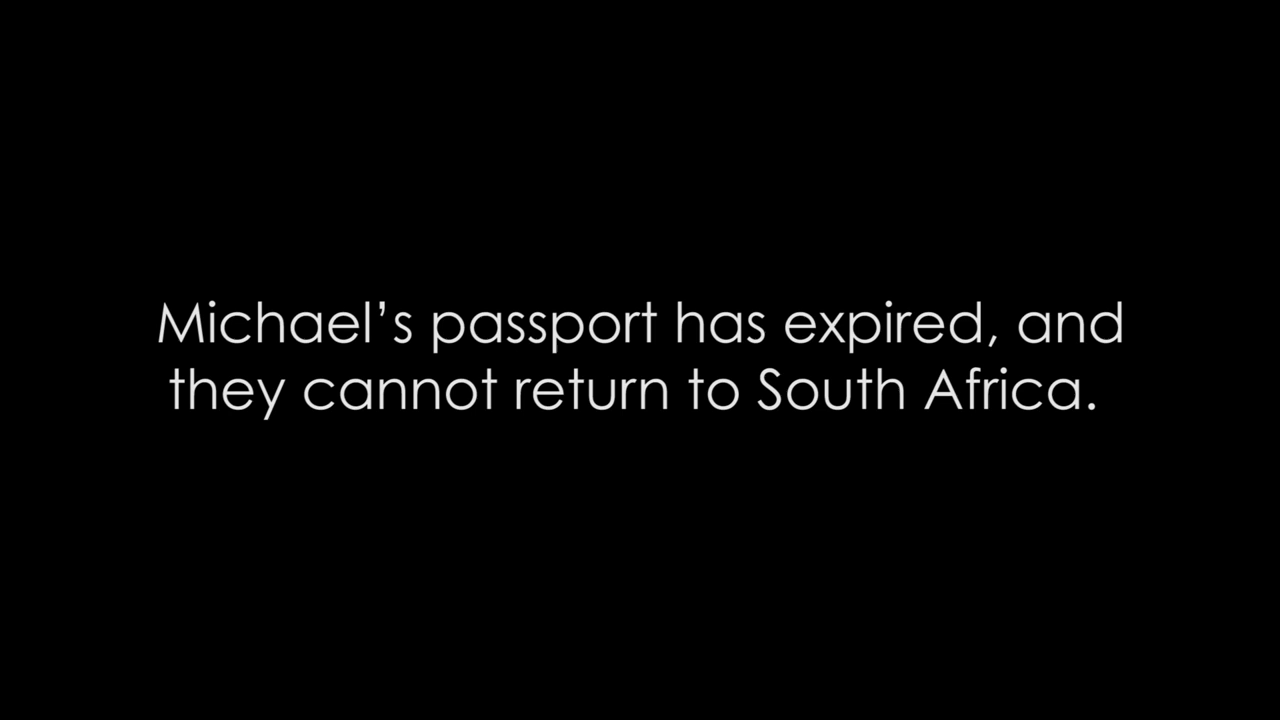 Michael’s passport has expired, and
they cannot return to South Africa.